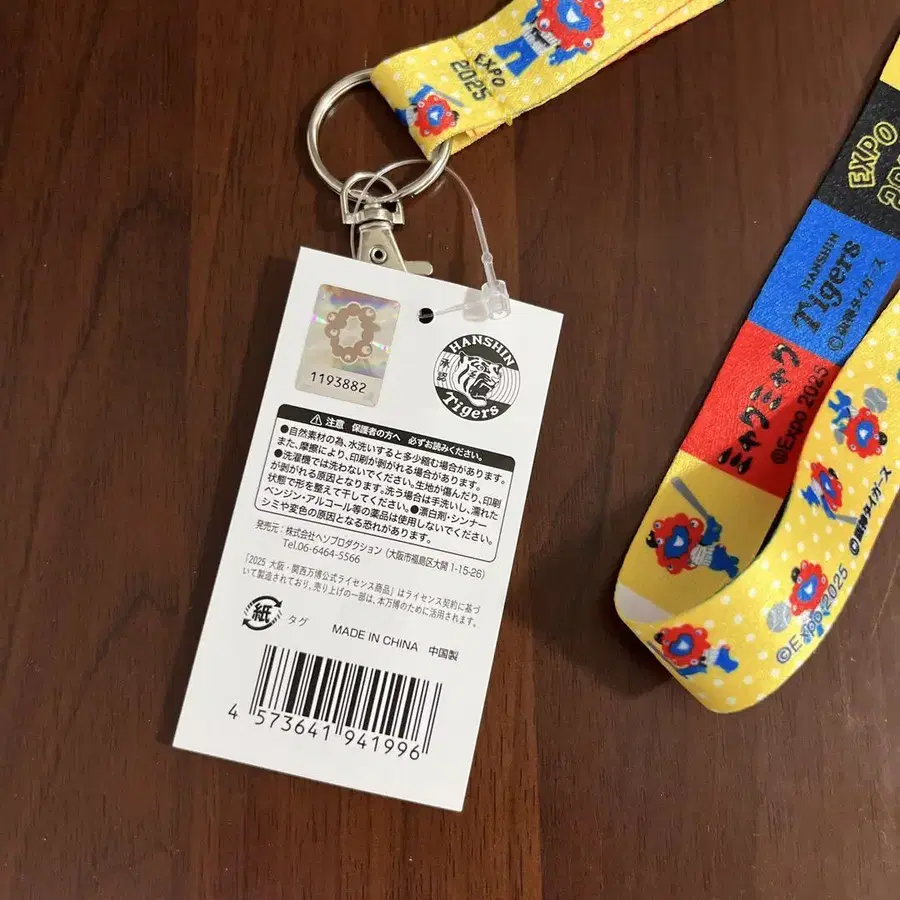 EXPO
2025
1193882
HANSHIN
承認
Tigers
注意 保護者の方へ 必ずお読みください。
●自然素材の為、水洗いすると多少縮む場合があります。
また、摩擦により、印刷が剥がれる場合があります。
●洗濯機では洗わないでください。生地が傷んだり、印刷
が剥がれる原因となります。洗う場合は手洗いし、濡れた
状態で形を整えて干してください。●漂白剤・シンナー
ベンジン・アルコール等の薬品は使用しないでください。
シミや変色の原因となる恐れがあります。
発売元:株式会社ヘソプロダクション (大阪市福島区大開1-15-26)
Tel.06-6464-5566
「2025 大阪・関西万博公式ライセンス商品」はライセンス契約に基づ
いて製造されており、売り上げの一部は、本万博のために活用されます。
紙 タグ
MADE IN CHINA 中国製
4 573641 941996
EXPO
HANSHIN
Tigers
©阪神タイガース
ミャクミャク
©Expo 2025
©阪神タイガース
©Expo 2025